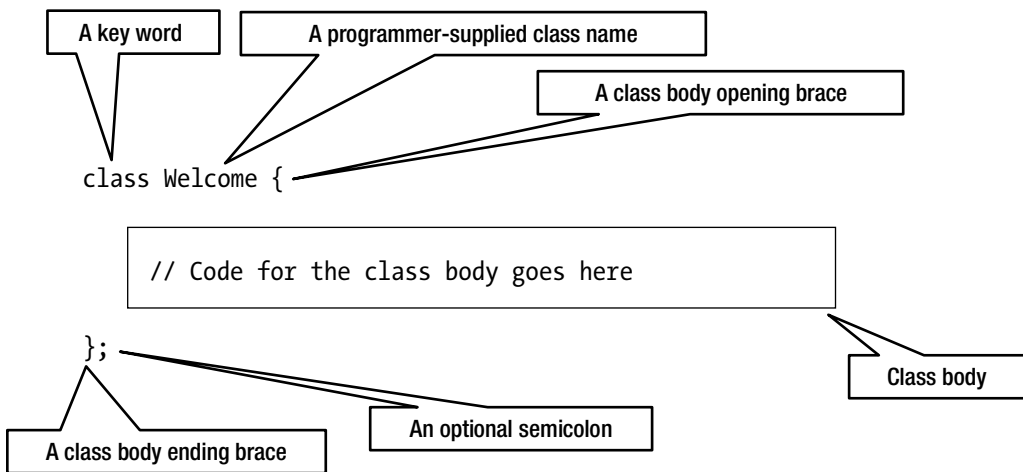 A key word
A programmer-supplied class name
A class body opening brace
class Welcome {
// Code for the class body goes here
};
Class body
An optional semicolon
A class body ending brace